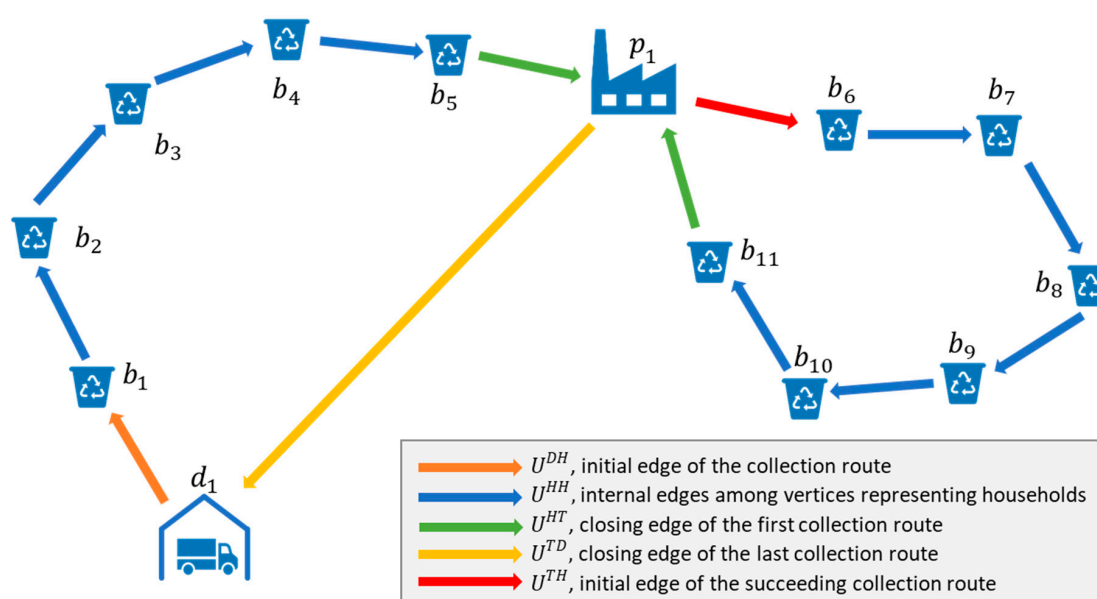 p₁
b₆
b₇
b₄
b₅
b₃
b₂
b₁₁
b₈
b₁
b₁₀
b₉
d₁
U^{DH}, initial edge of the collection route
U^{HH}, internal edges among vertices representing households
U^{HT}, closing edge of the first collection route
U^{TD}, closing edge of the last collection route
U^{TH}, initial edge of the succeeding collection route